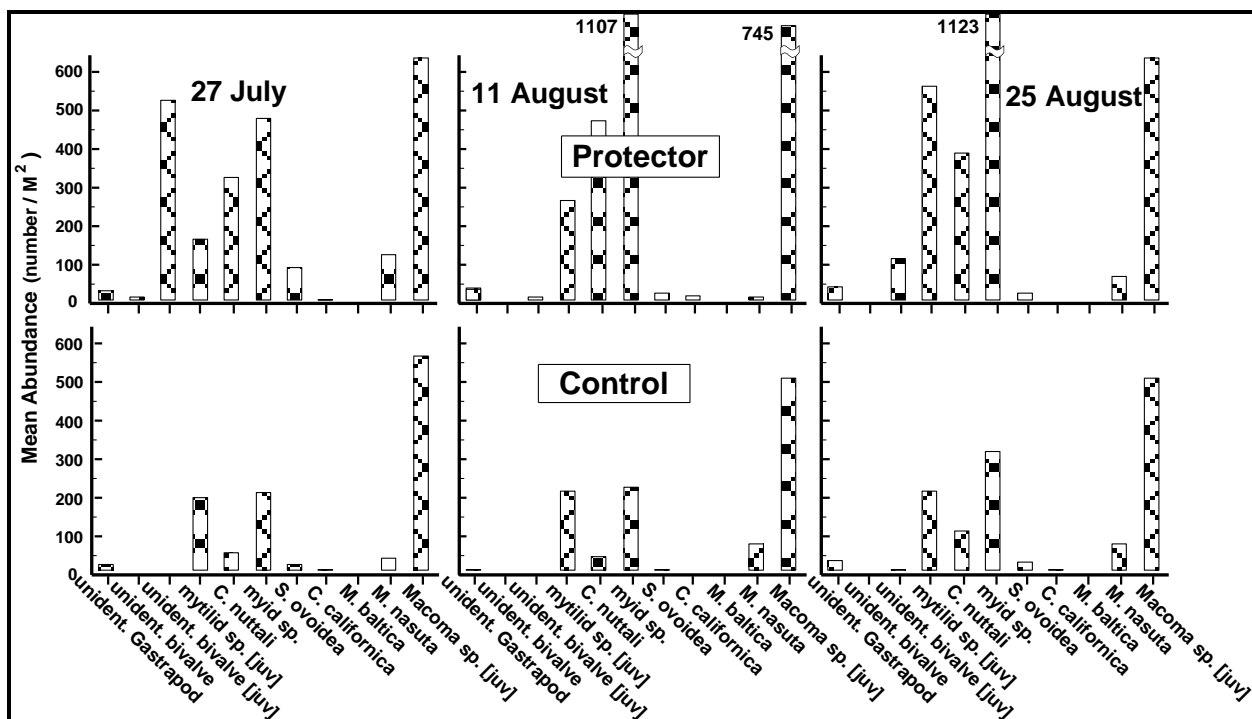 1107
745
1123
27 July
11 August
25 August
Protector
Mean Abundance (number / M 2 )
600
500
400
300
200
100
0
Control
600
500
400
300
200
100
0
unident. Gastrapod
unident. bivalve
unident. bivalve [juv]
mytilid sp. [juv]
C. nuttali
myid sp.
S. ovoidea
C. californica
M. baltica
M. nasuta
Macoma sp. [juv]
unident. Gastrapod
unident. bivalve
unident. bivalve [juv]
mytilid sp. [juv]
C. nuttali
myid sp.
S. ovoidea
C. californica
M. baltica
M. nasuta
Macoma sp. [juv]
unident. Gastrapod
unident. bivalve
unident. bivalve [juv]
mytilid sp. [juv]
C. nuttali
myid sp.
S. ovoidea
C. californica
M. baltica
M. nasuta
Macoma sp. [juv]